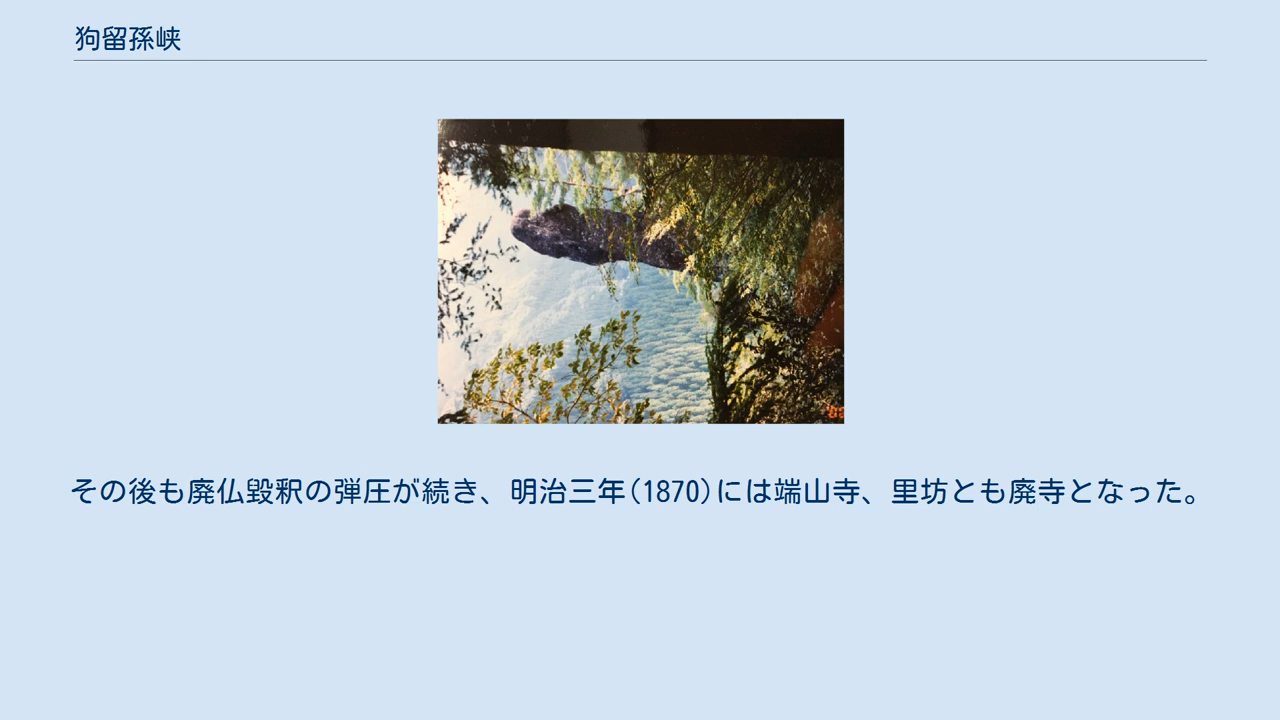 狗留孫峡
その後も廃仏毀釈の弾圧が続き、明治三年(1870)には端山寺、里坊とも廃寺となった。